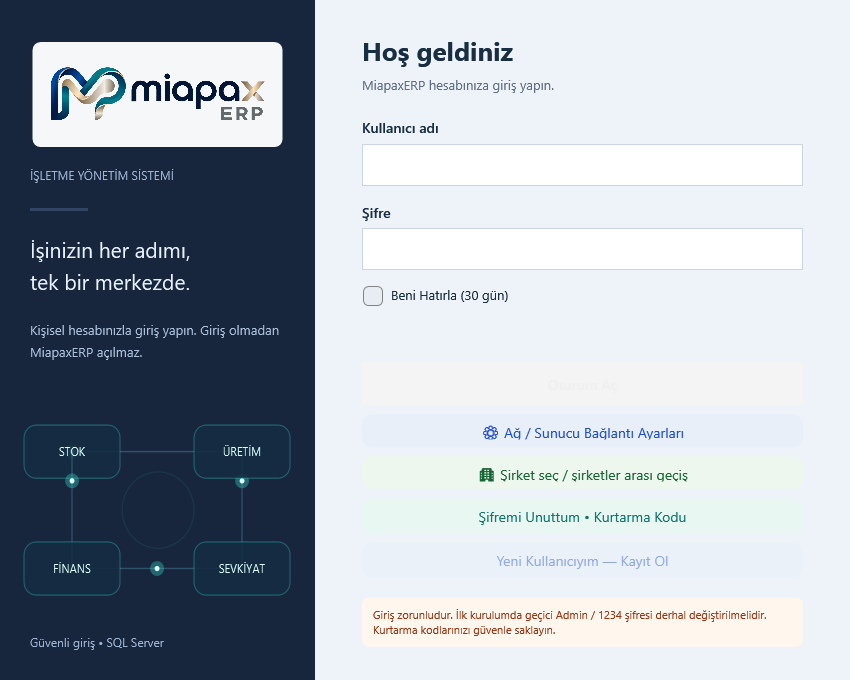 miapax
ERP
İŞLETME YÖNETİM SİSTEMİ
İşinizin her adımı,
tek bir merkezde.
Kişisel hesabınızla giriş yapın. Giriş olmadan
MiapaxERP açılmaz.
STOK
ÜRETİM
FİNANS
SEVKİYAT
Güvenli giriş • SQL Server
Hoş geldiniz
MiapaxERP hesabınıza giriş yapın.
Kullanıcı adı
Şifre
Beni Hatırla (30 gün)
Oturum Aç
Ağ / Sunucu Bağlantı Ayarları
Şirket seç / şirketler arası geçiş
Şifremi Unuttum • Kurtarma Kodu
Yeni Kullanıcıyım — Kayıt Ol
Giriş zorunludur. İlk kurulumda geçici Admin / 1234 şifresi derhal değiştirilmelidir.
Kurtarma kodlarınızı güvenle saklayın.